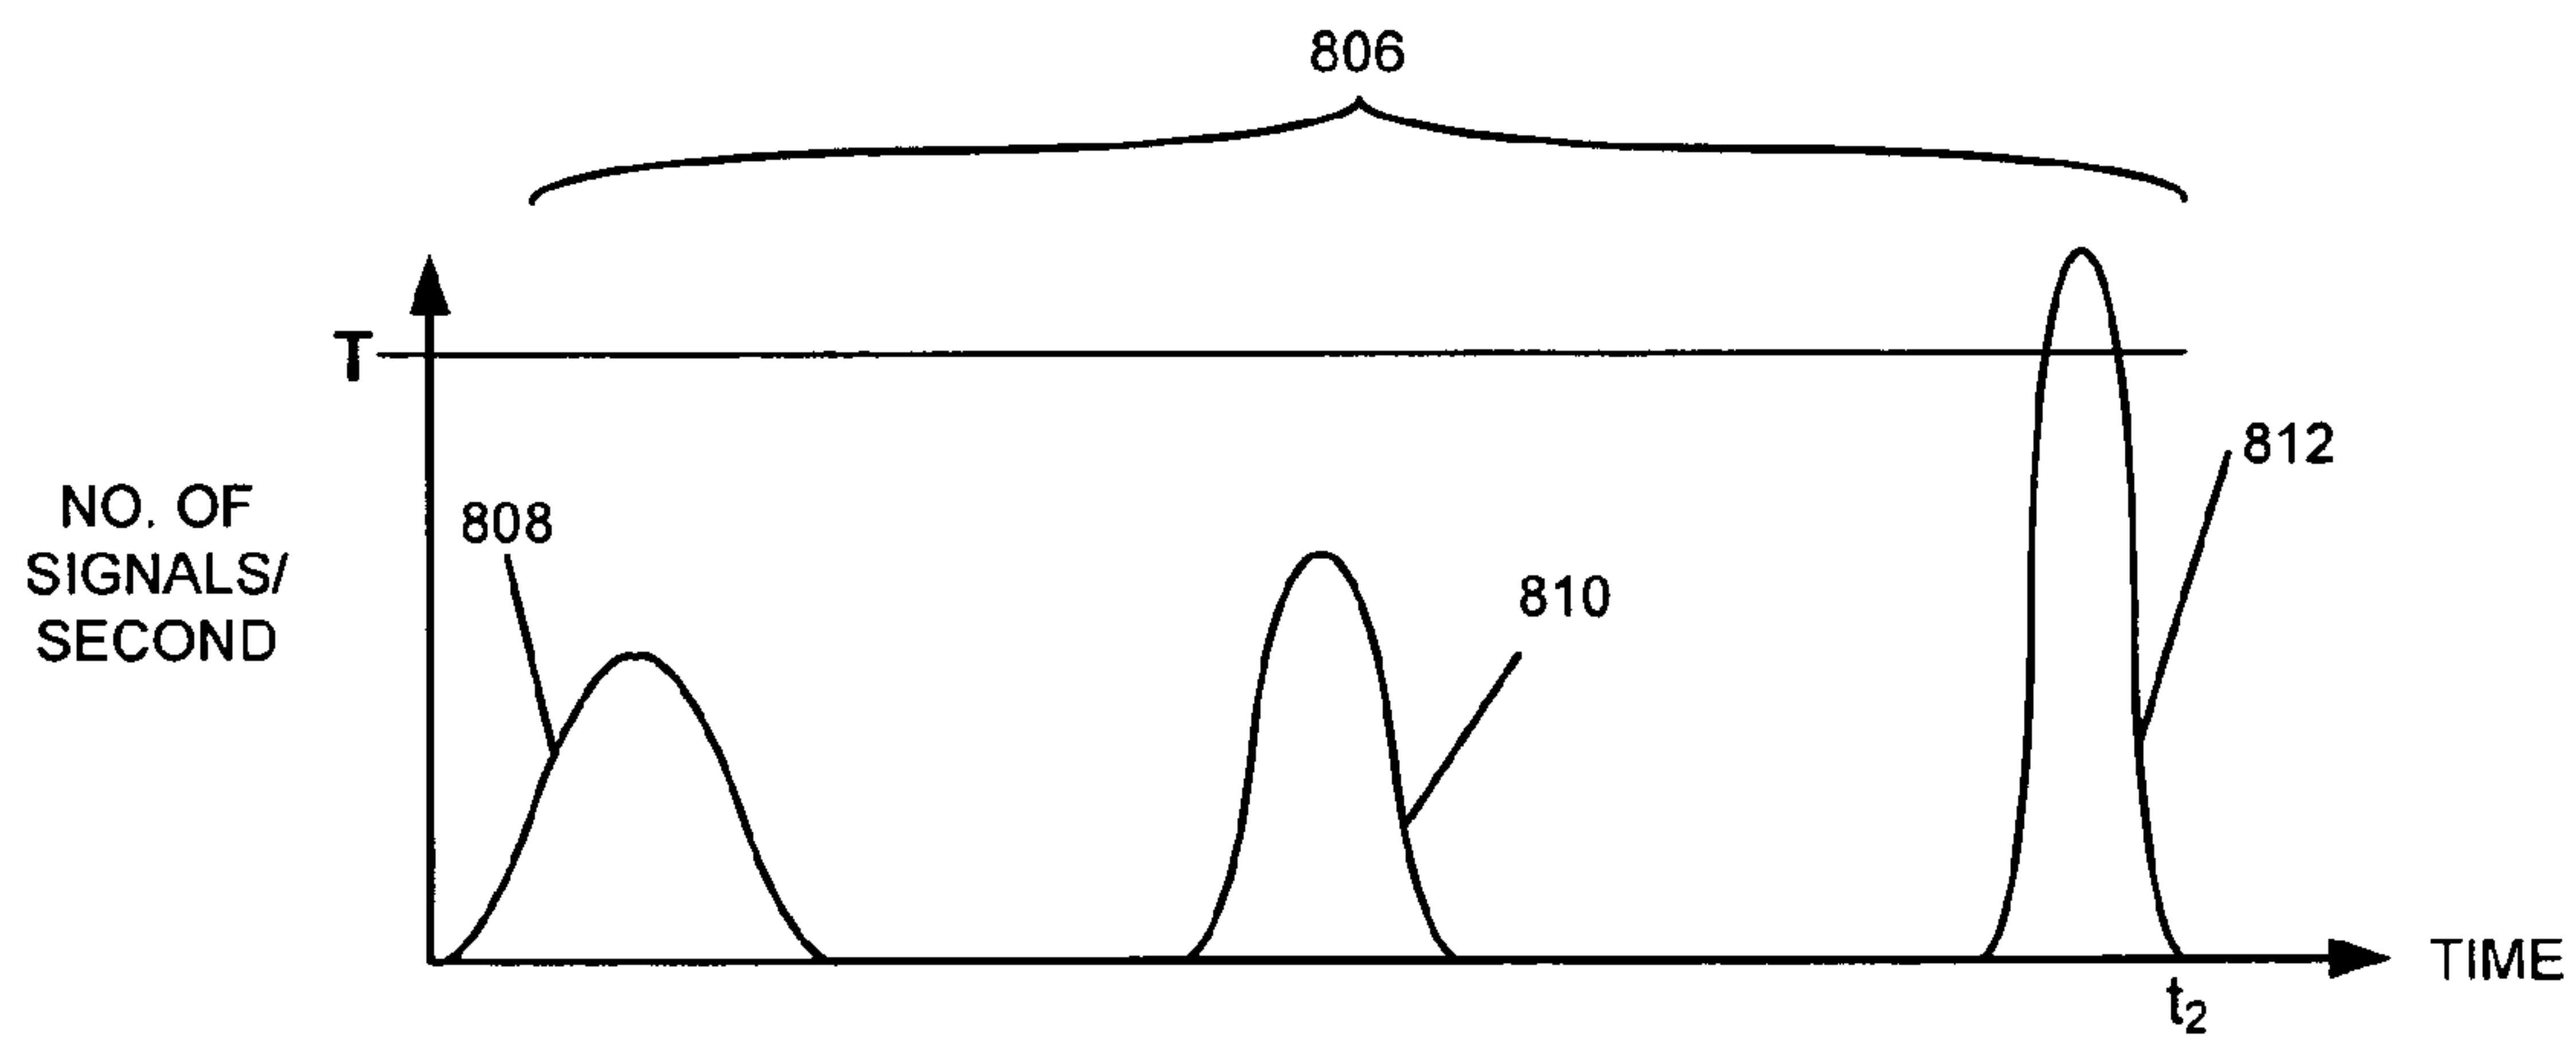 806
T
812
NO. OF
SIGNALS/
SECOND
808
810
TIME
t₂